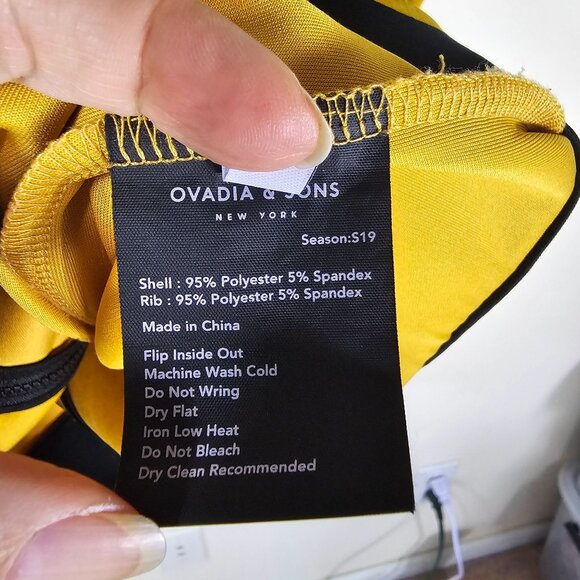 OVADIA & SONS
NEW YORK
Season:S19
Shell : 95% Polyester 5% Spandex
Rib : 95% Polyester 5% Spandex
Made in China
Flip Inside Out
Machine Wash Cold
Do Not Wring
Dry Flat
Iron Low Heat
Do Not Bleach
Dry Clean Recommended